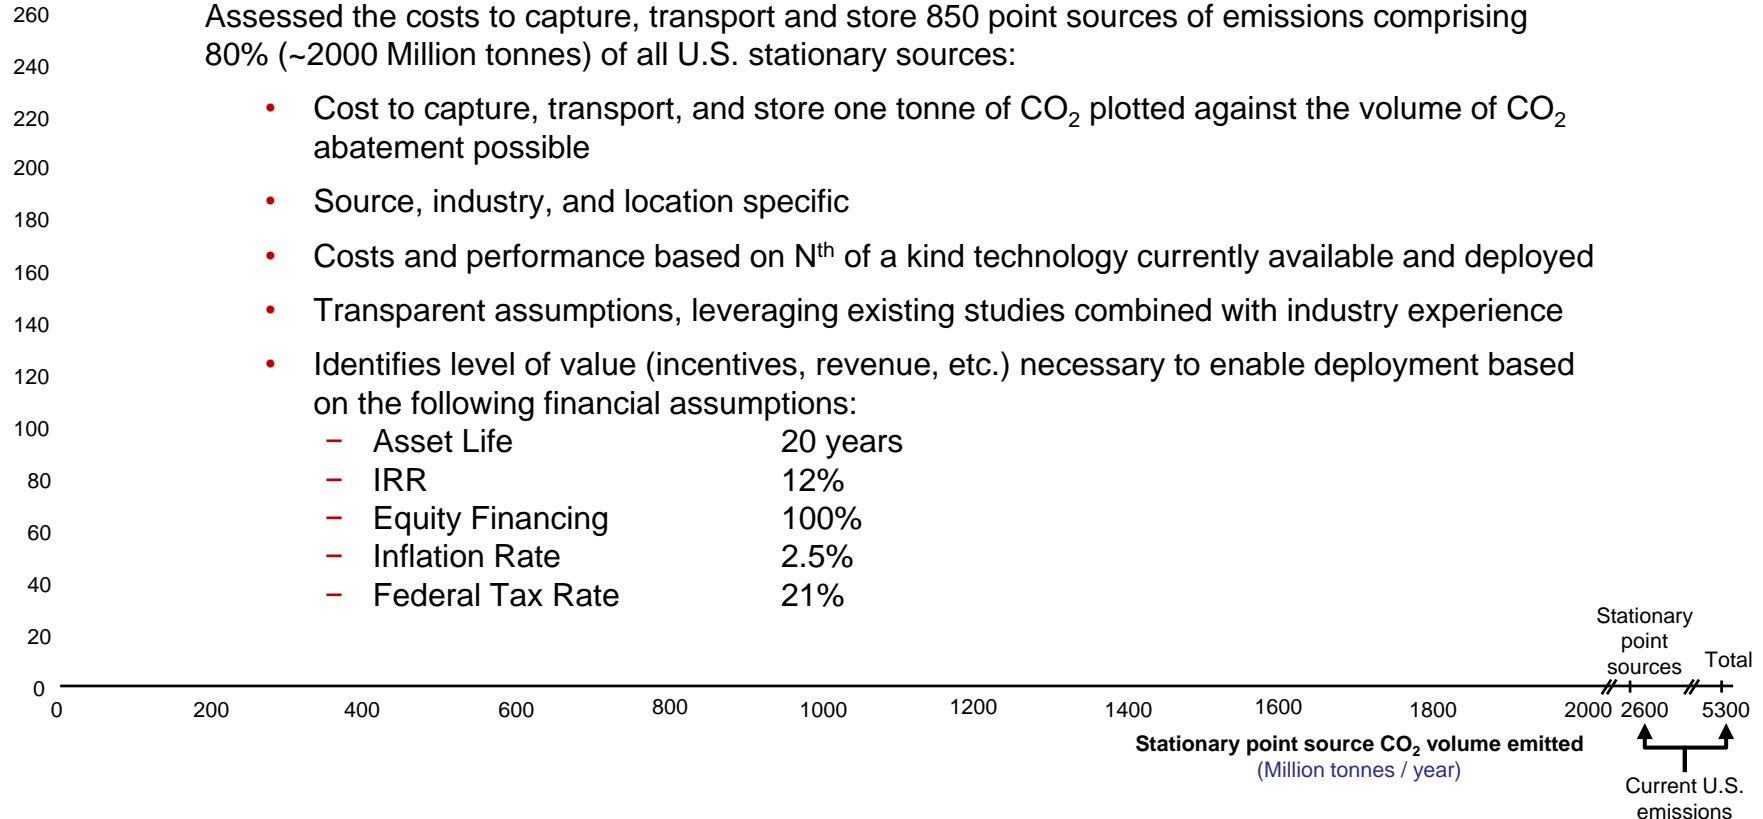 Assessed the costs to capture, transport and store 850 point sources of emissions comprising
80% (~2000 Million tonnes) of all U.S. stationary sources:
• Cost to capture, transport, and store one tonne of CO₂ plotted against the volume of CO₂
abatement possible
• Source, industry, and location specific
• Costs and performance based on Nᵗʰ of a kind technology currently available and deployed
• Transparent assumptions, leveraging existing studies combined with industry experience
• Identifies level of value (incentives, revenue, etc.) necessary to enable deployment based
on the following financial assumptions:
− Asset Life 20 years
− IRR 12%
− Equity Financing 100%
− Inflation Rate 2.5%
− Federal Tax Rate 21%
260
240
220
200
180
160
140
120
100
80
60
40
20
0
Stationary
point
sources
Total
0 200 400 600 800 1000 1200 1400 1600 1800 2000 2600 5300
Stationary point source CO₂ volume emitted
(Million tonnes / year)
Current U.S.
emissions